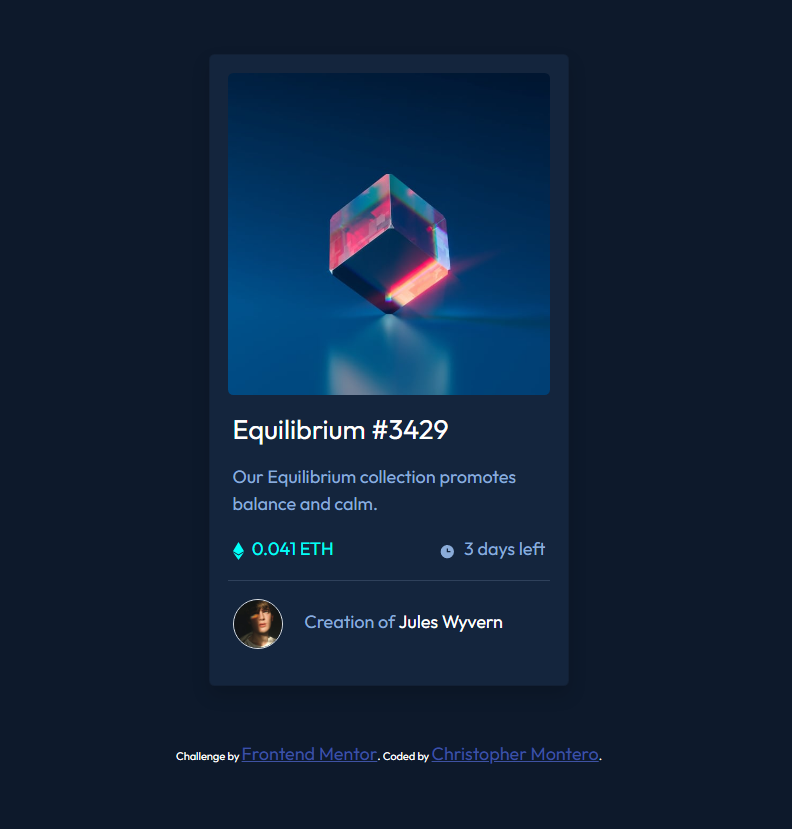 Equilibrium #3429
Our Equilibrium collection promotes
balance and calm.
0.041 ETH 3 days left
Creation of Jules Wyvern
Challenge by Frontend Mentor. Coded by Christopher Montero.